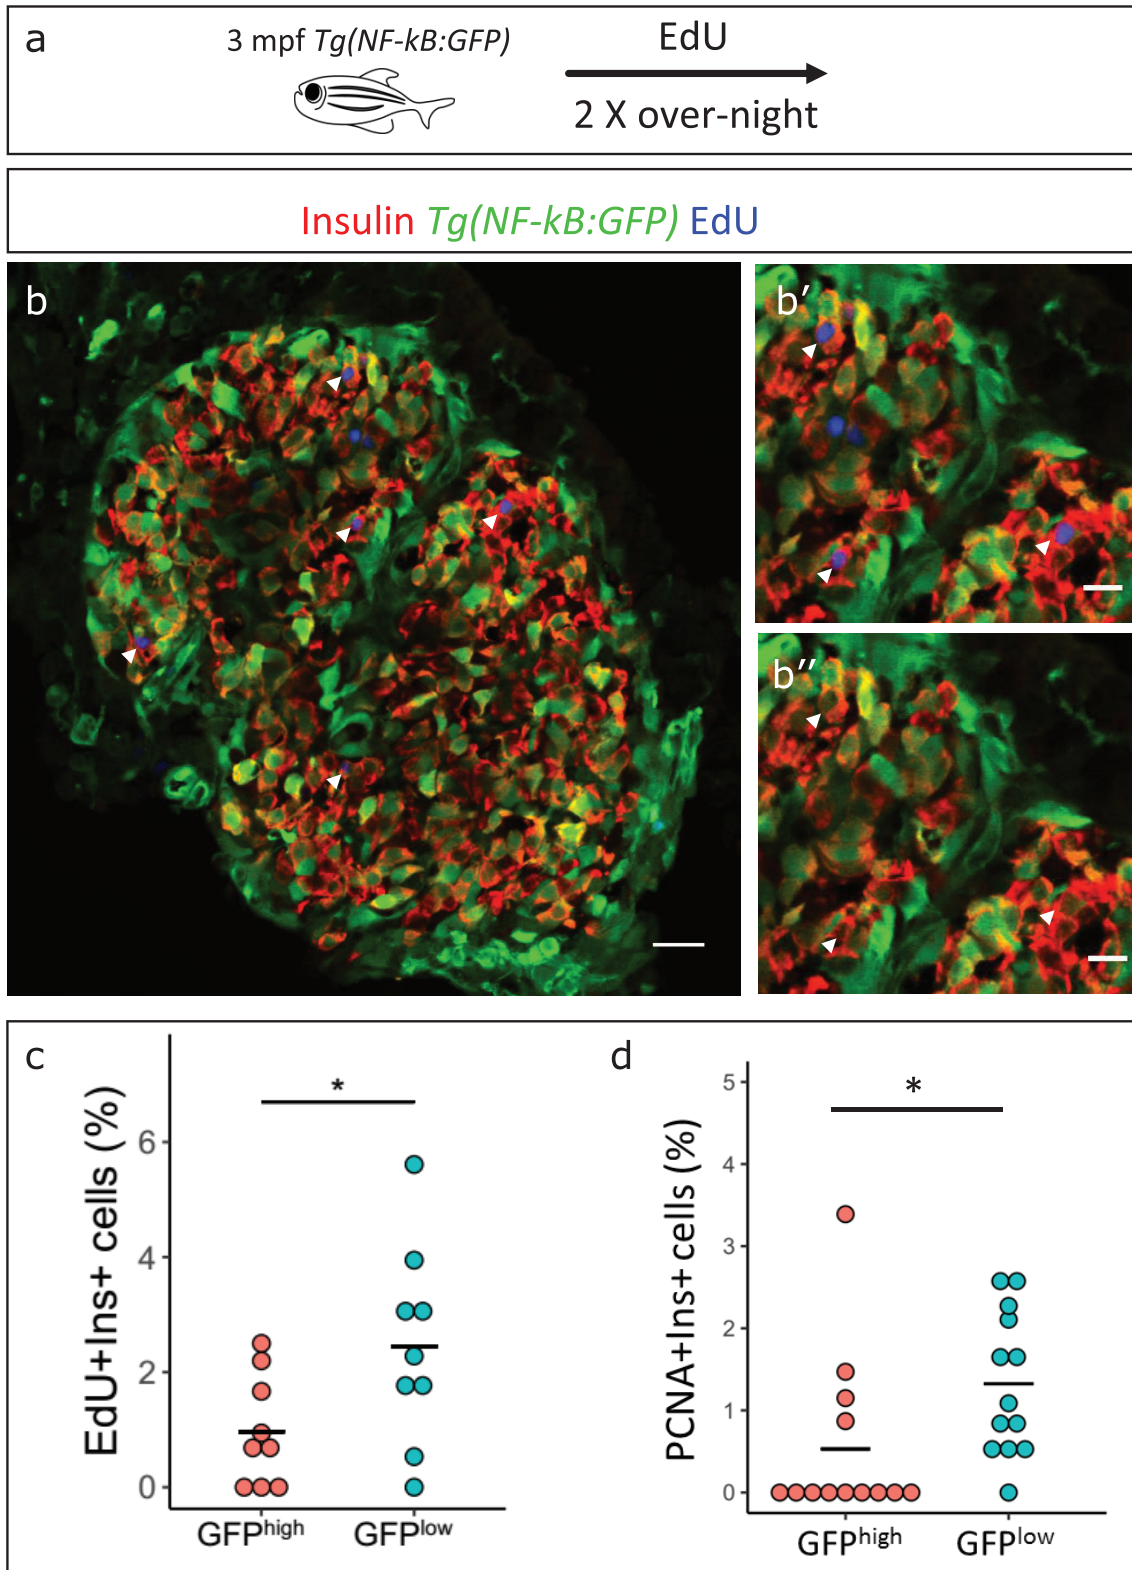 a
3 mpf Tg(NF-kB:GFP)
EdU
2 X over-night
Insulin Tg(NF-kB:GFP) EdU
b
b′
b″
c
EdU+Ins+ cells (%)
6
4
2
0
*
GFPhigh
GFPlow
d
PCNA+Ins+ cells (%)
5
4
3
2
1
0
*
GFPhigh
GFPlow